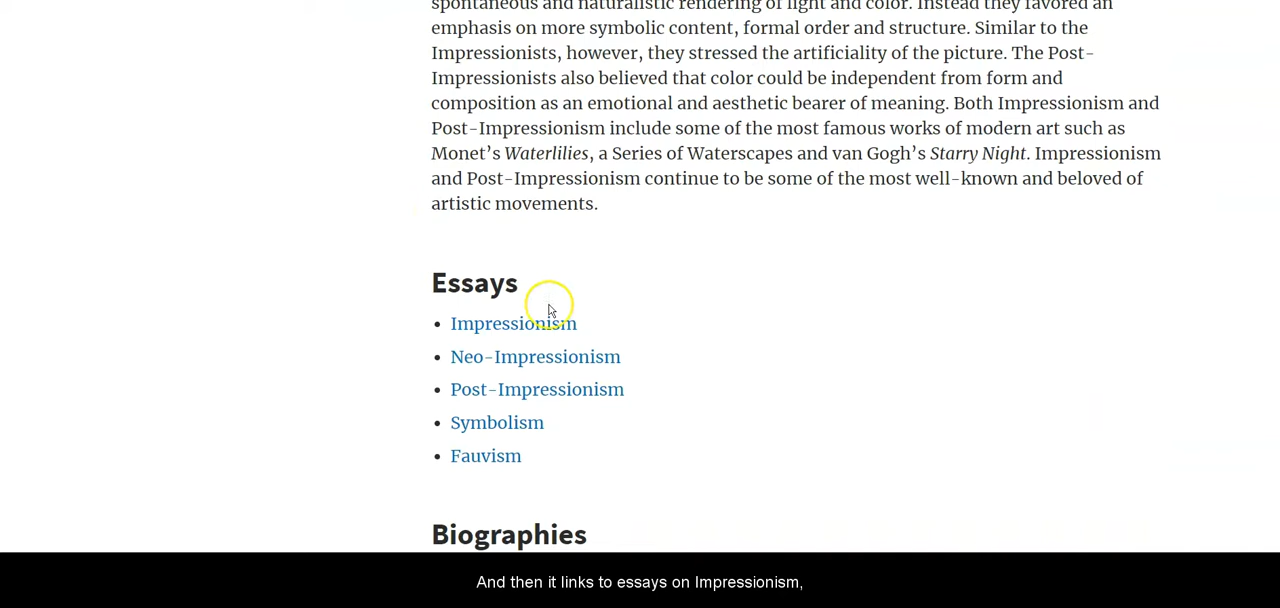 spontaneous and naturalistic rendering of light and color. Instead they favored an
emphasis on more symbolic content, formal order and structure. Similar to the
Impressionists, however, they stressed the artificiality of the picture. The Post-
Impressionists also believed that color could be independent from form and
composition as an emotional and aesthetic bearer of meaning. Both Impressionism and
Post-Impressionism include some of the most famous works of modern art such as
Monet’s Waterlilies, a Series of Waterscapes and van Gogh’s Starry Night. Impressionism
and Post-Impressionism continue to be some of the most well-known and beloved of
artistic movements.
Essays
• Impressionism
• Neo-Impressionism
• Post-Impressionism
• Symbolism
• Fauvism
Biographies
And then it links to essays on Impressionism,